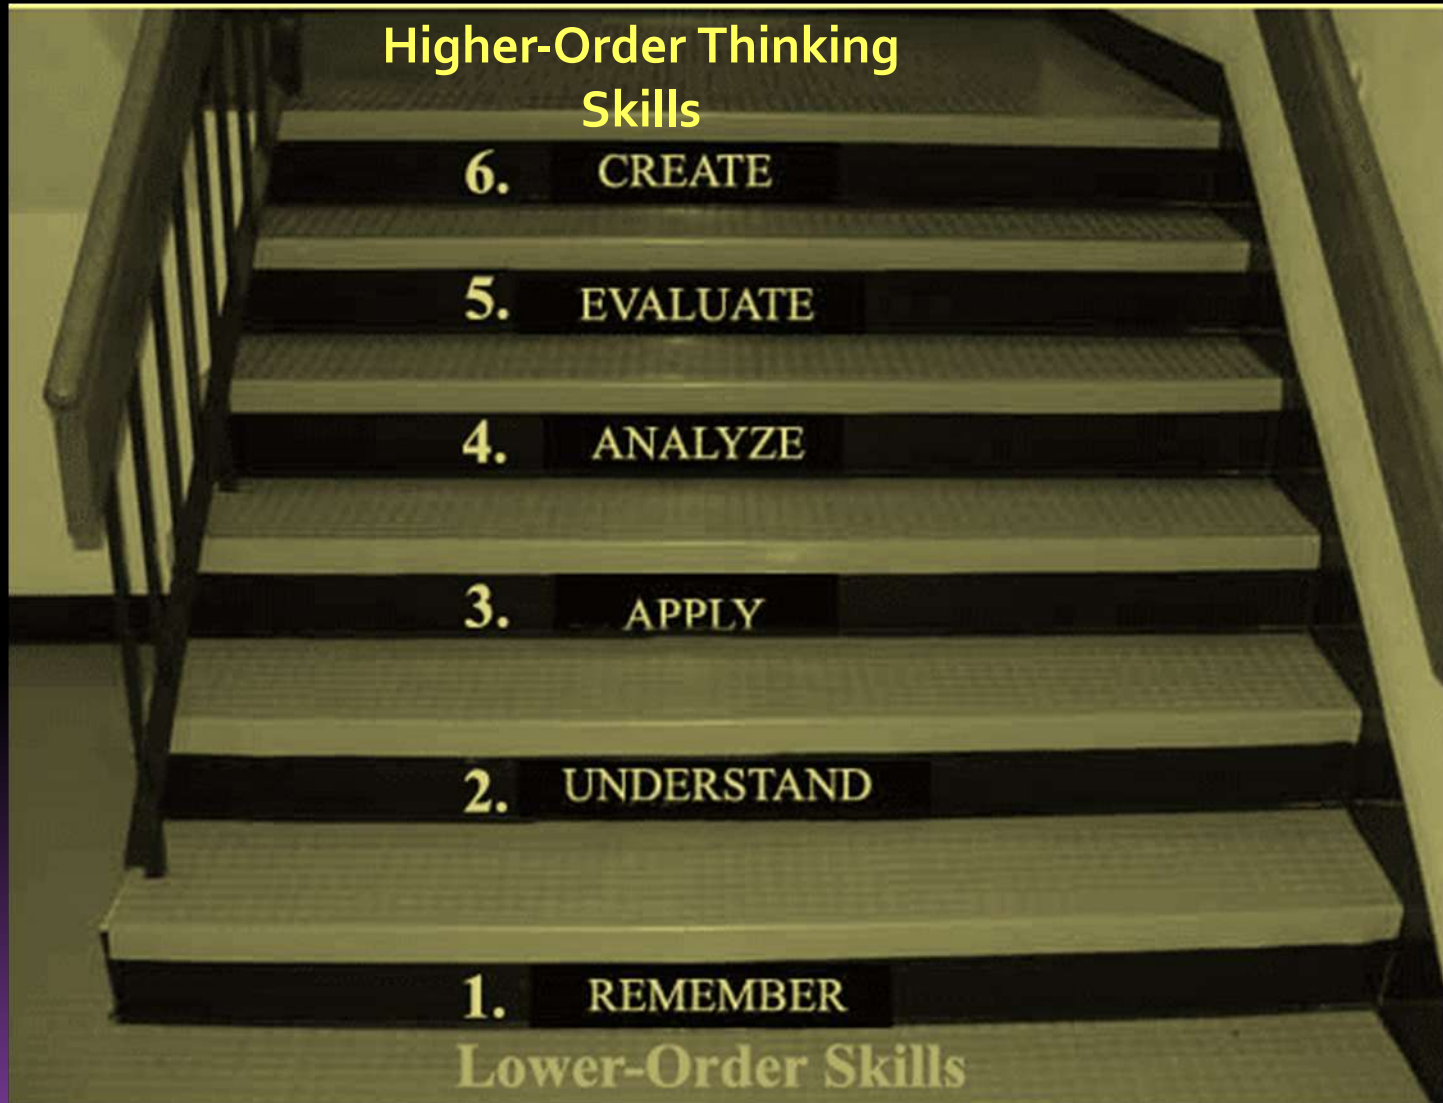 Higher-Order Thinking
Skills
6. CREATE
5. EVALUATE
4. ANALYZE
3. APPLY
2. UNDERSTAND
1. REMEMBER
Lower-Order Skills